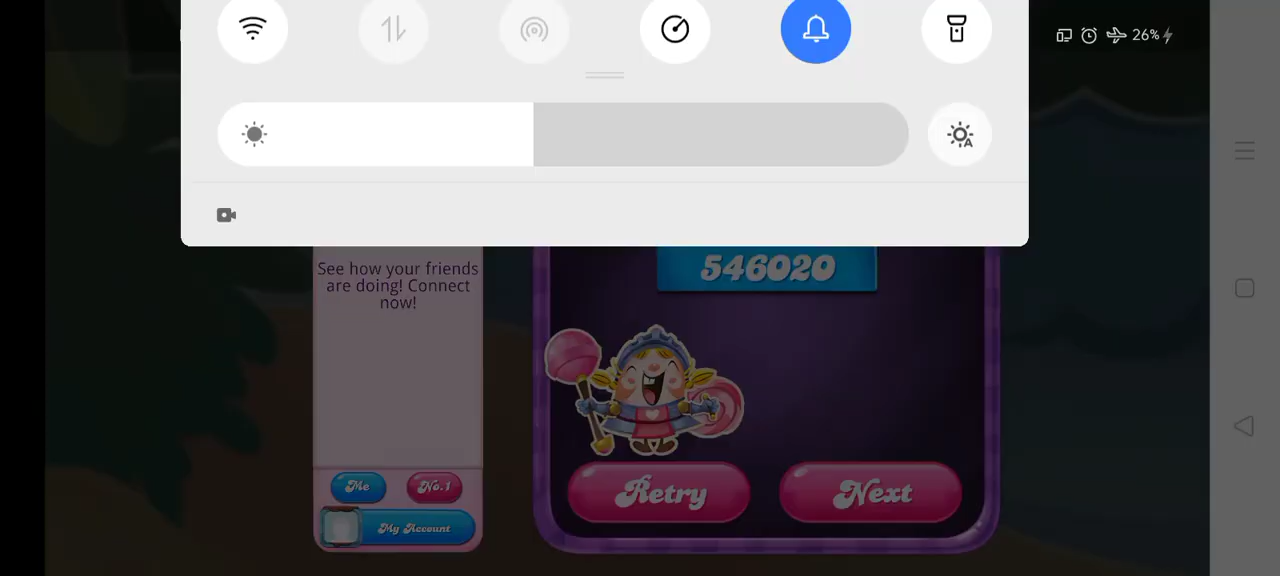 26%
546020
See how your friends
are doing! Connect
now!
Me
No.1
Retry
Next
My Account